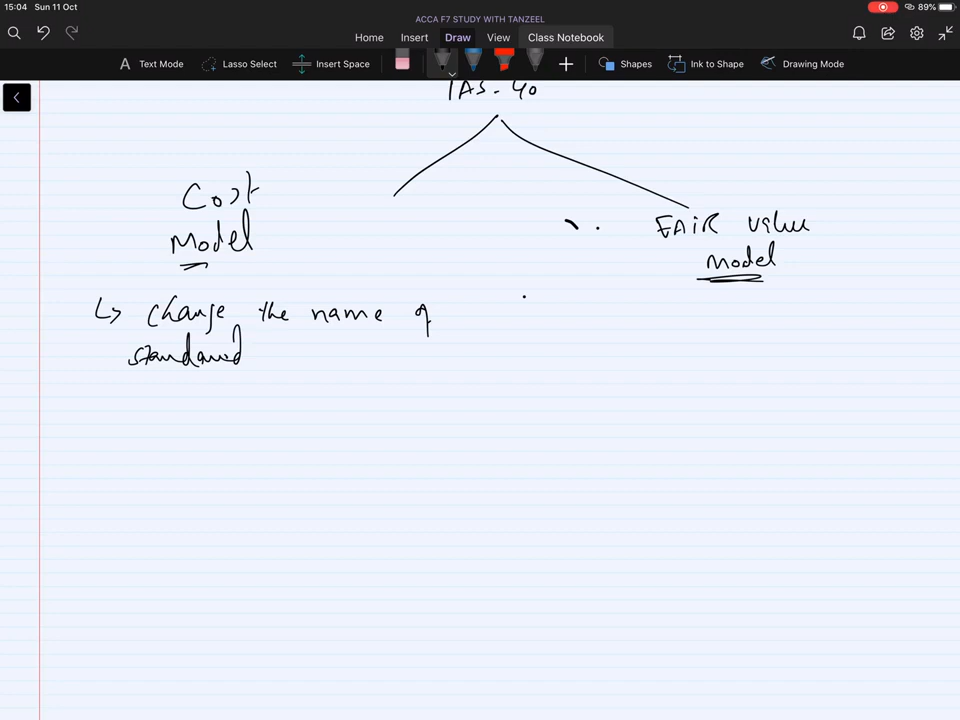 15:04 Sun 11 Oct
89%
ACCA F7 STUDY WITH TANZEEL
Home Insert Draw View Class Notebook
Text Mode Lasso Select Insert Space Shapes Ink to Shape Drawing Mode
IAS - 40
Cost
Model
FAIR value
model
change the name of
standard